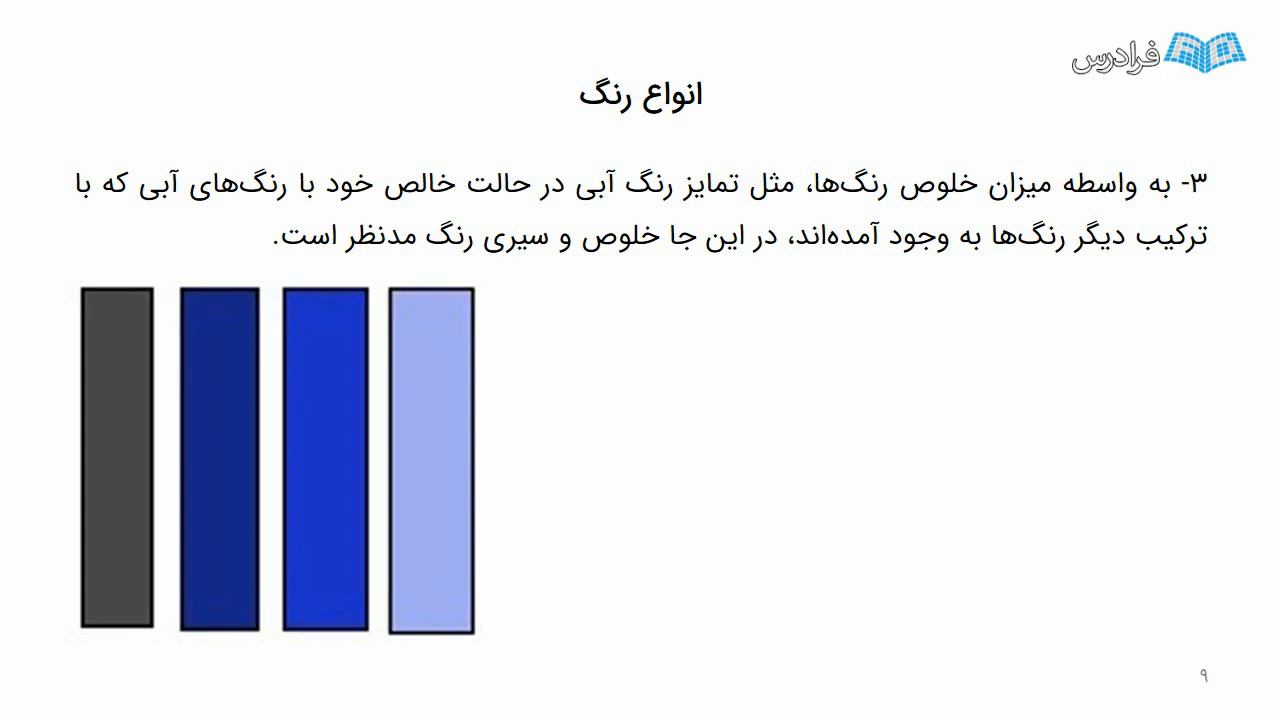 فرادرس
انواع رنگ
۳- به واسطه میزان خلوص رنگ‌ها، مثل تمایز رنگ آبی در حالت خالص خود با رنگ‌های آبی که با
ترکیب دیگر رنگ‌ها به وجود آمده‌اند، در این جا خلوص و سیری رنگ مدنظر است.
۹